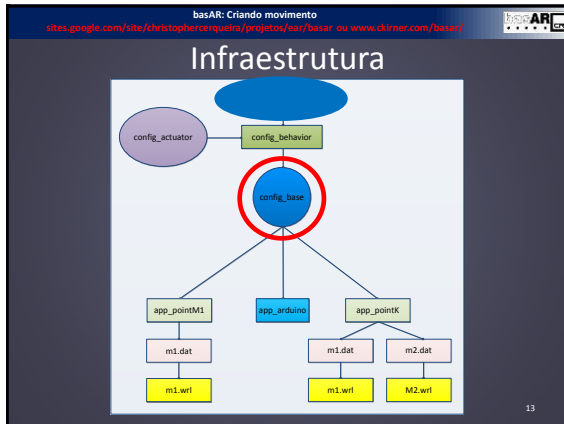 basAR: Criando movimento
sites.google.com/site/christophercerqueira/projetos/ear/basar ou www.ckirner.com/basar/
basAR
Infraestrutura
config_actuator
config_behavior
config_base
app_pointM1
app_arduino
app_pointK
m1.dat
m1.dat
m2.dat
m1.wrl
m1.wrl
M2.wrl
13